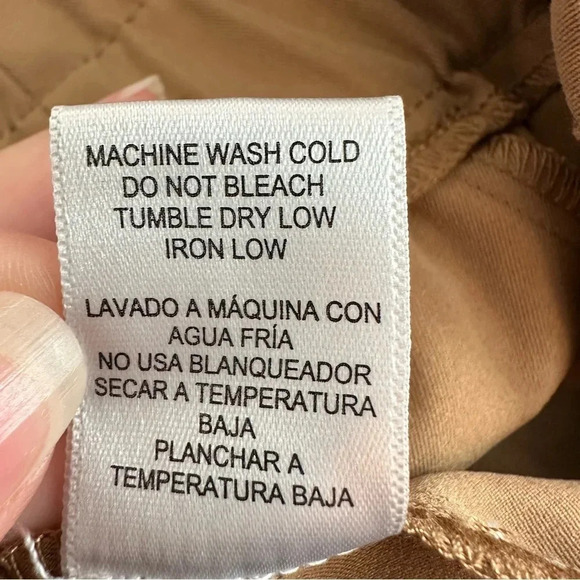 MACHINE WASH COLD
DO NOT BLEACH
TUMBLE DRY LOW
IRON LOW
LAVADO A MÁQUINA CON
AGUA FRÍA
NO USA BLANQUEADOR
SECAR A TEMPERATURA
BAJA
PLANCHAR A
TEMPERATURA BAJA